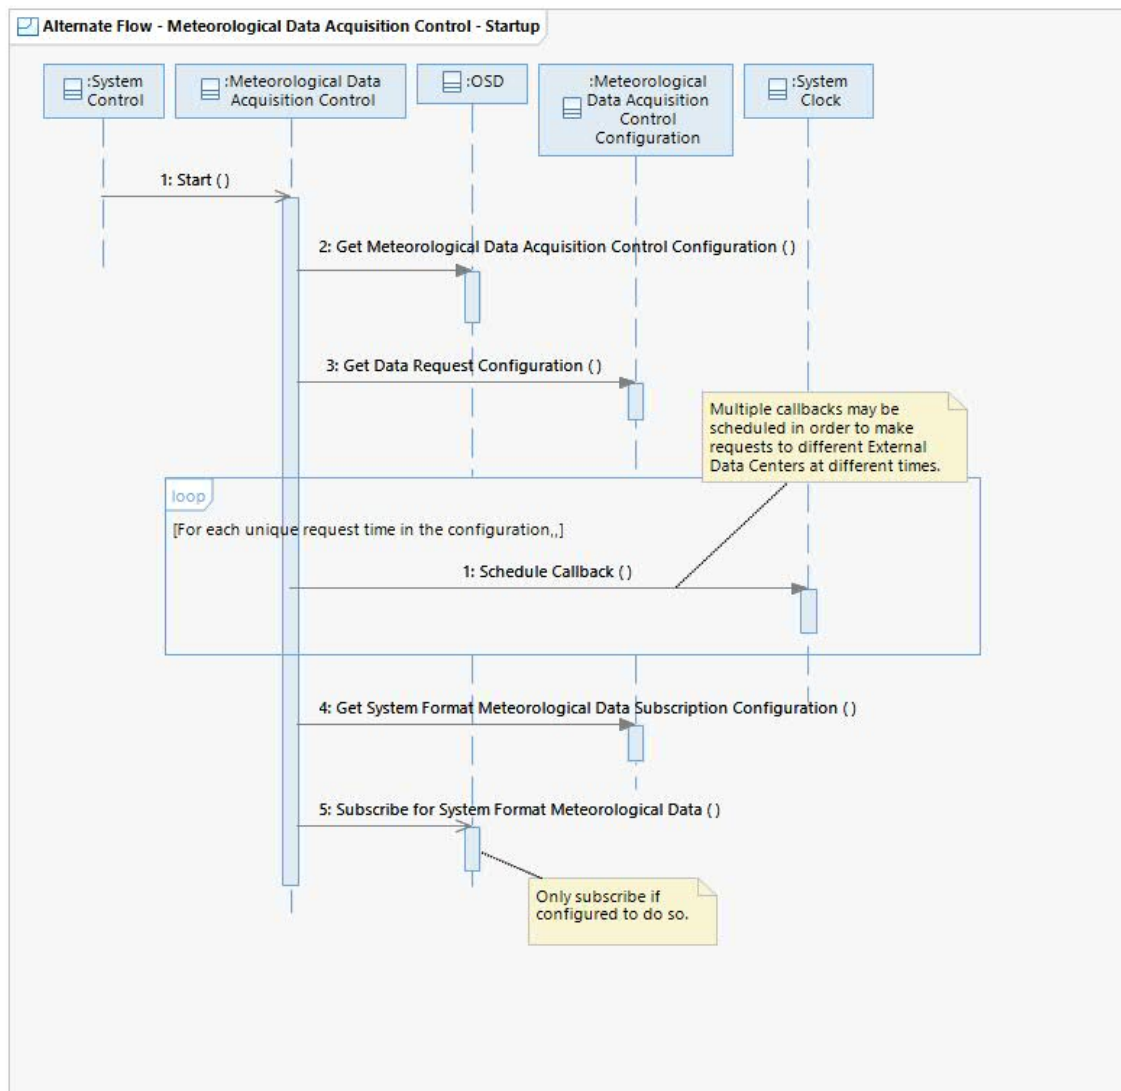 Alternate Flow - Meteorological Data Acquisition Control - Startup
:System
Control
:Meteorological Data
Acquisition Control
:OSD
:Meteorological
Data Acquisition
Control
Configuration
:System
Clock
1: Start ( )
2: Get Meteorological Data Acquisition Control Configuration ( )
3: Get Data Request Configuration ( )
Multiple callbacks may be
scheduled in order to make
requests to different External
Data Centers at different times.
loop
[For each unique request time in the configuration,,]
1: Schedule Callback ( )
4: Get System Format Meteorological Data Subscription Configuration ( )
5: Subscribe for System Format Meteorological Data ( )
Only subscribe if
configured to do so.